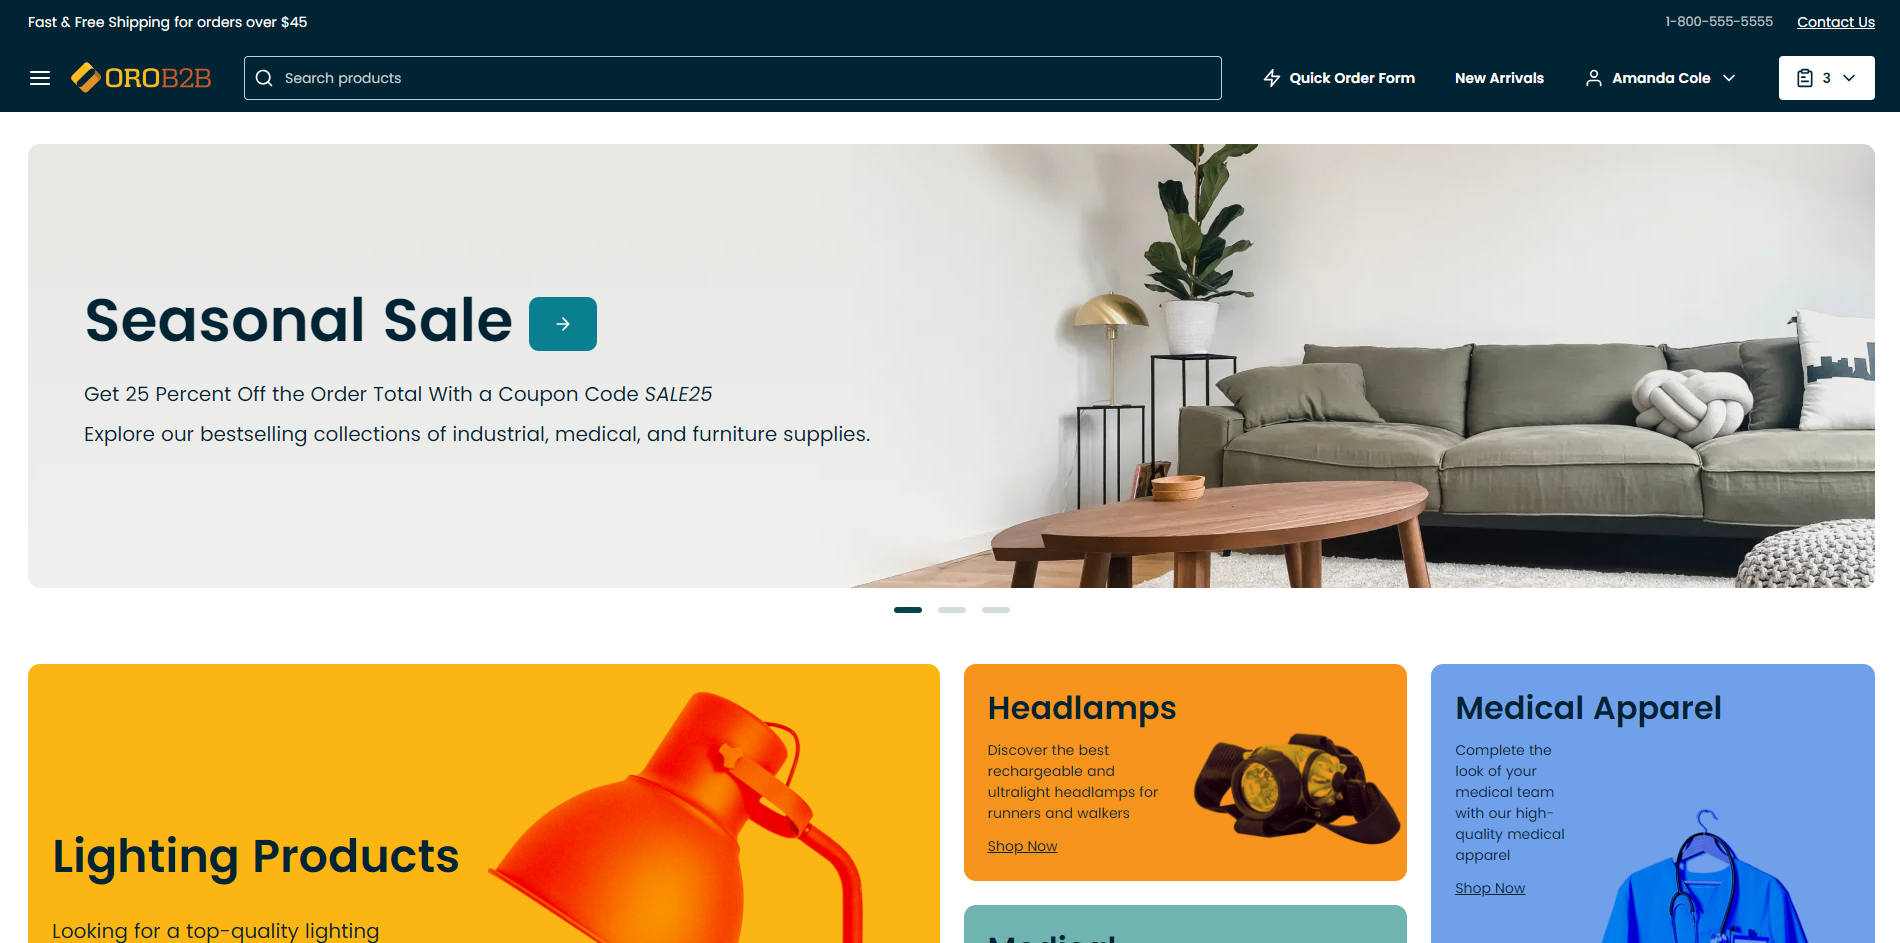 Fast & Free Shipping for orders over $45
1-800-555-5555
Contact Us
OROB2B
Search products
Quick Order Form
New Arrivals
Amanda Cole
3
Seasonal Sale
Get 25 Percent Off the Order Total With a Coupon Code SALE25
Explore our bestselling collections of industrial, medical, and furniture supplies.
Lighting Products
Looking for a top-quality lighting
Headlamps
Discover the best
rechargeable and
ultralight headlamps for
runners and walkers
Shop Now
Medical
Medical Apparel
Complete the
look of your
medical team
with our high-
quality medical
apparel
Shop Now